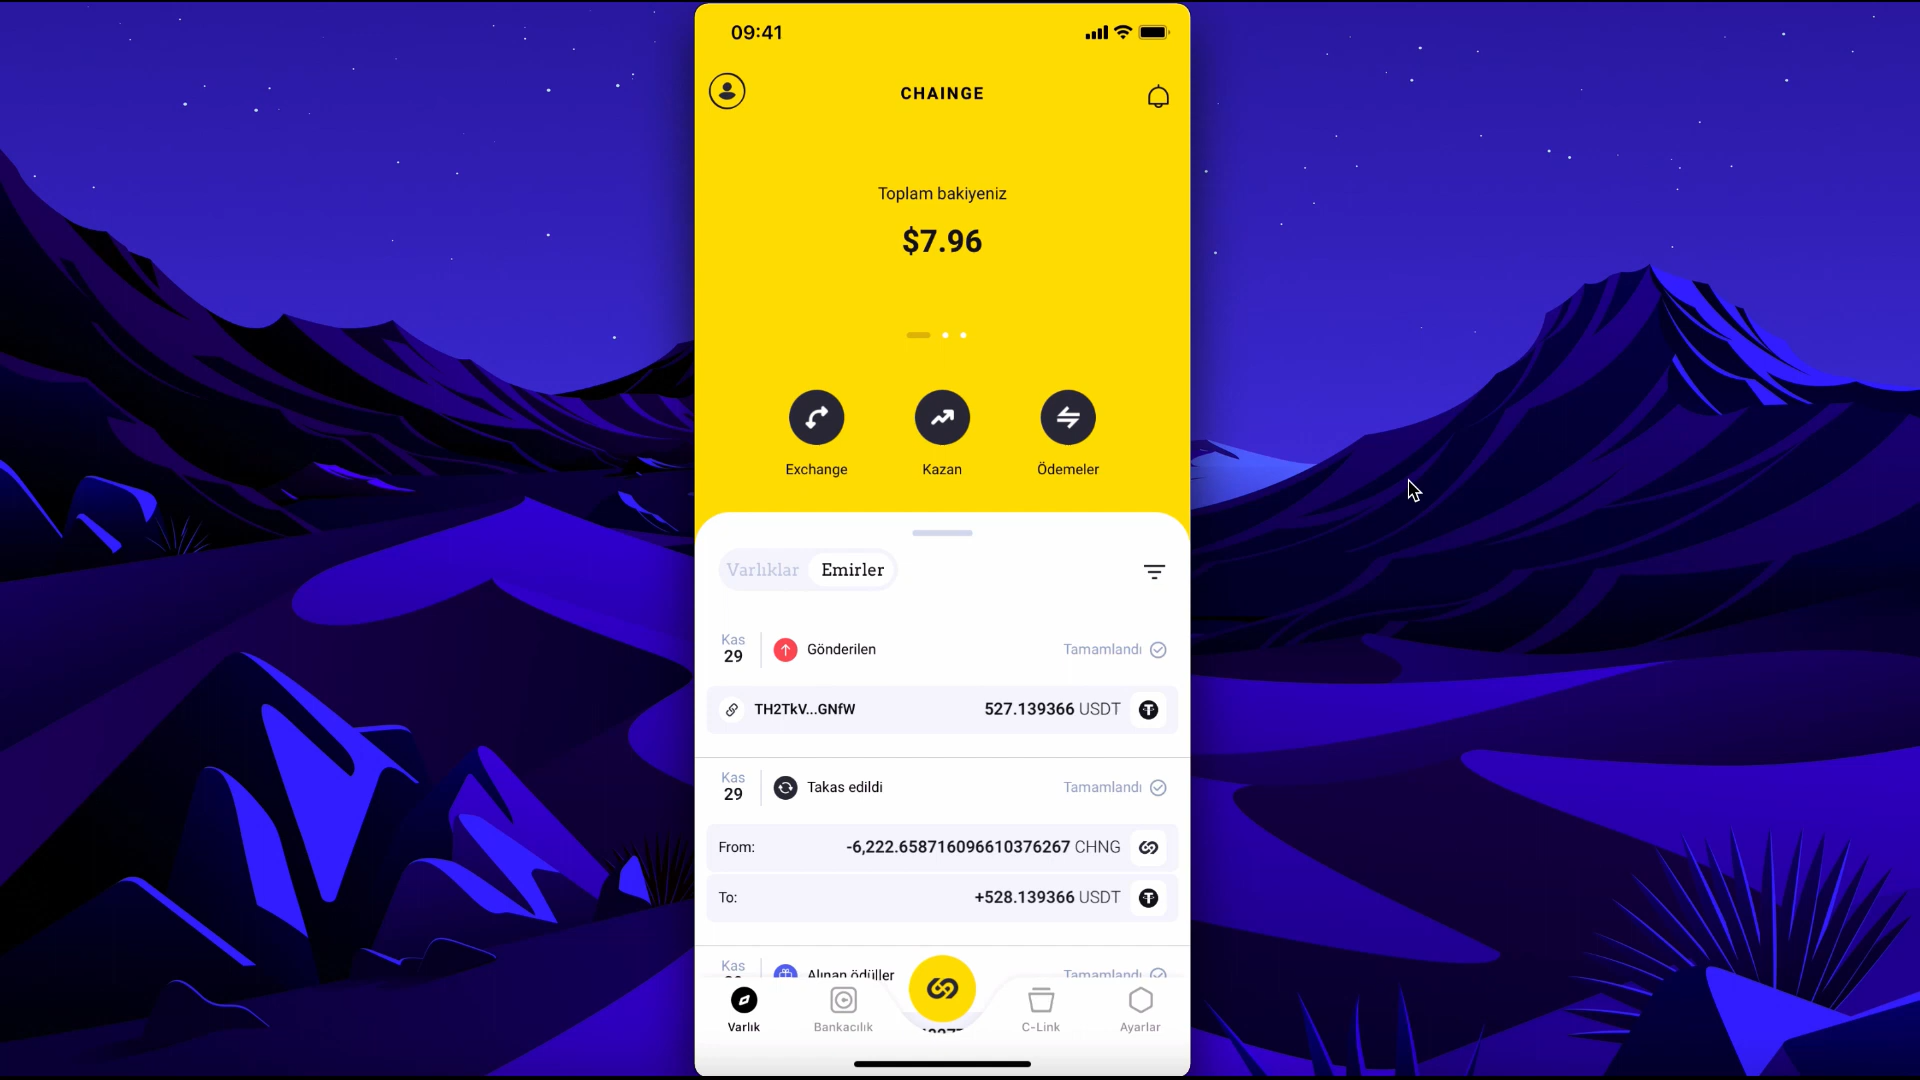 09:41
CHAINGE
Toplam bakiyeniz
$7.96
Exchange
Kazan
Ödemeler
Varlıklar
Emirler
Kas
29
Gönderilen
Tamamlandı
TH2TkV...GNfW
527.139366 USDT
Kas
29
Takas edildi
Tamamlandı
From:
-6,222.658716096610376267 CHNG
To:
+528.139366 USDT
Kas
Alınan ödüller
Tamamlandı
Varlık
Bankacılık
C-Link
Ayarlar